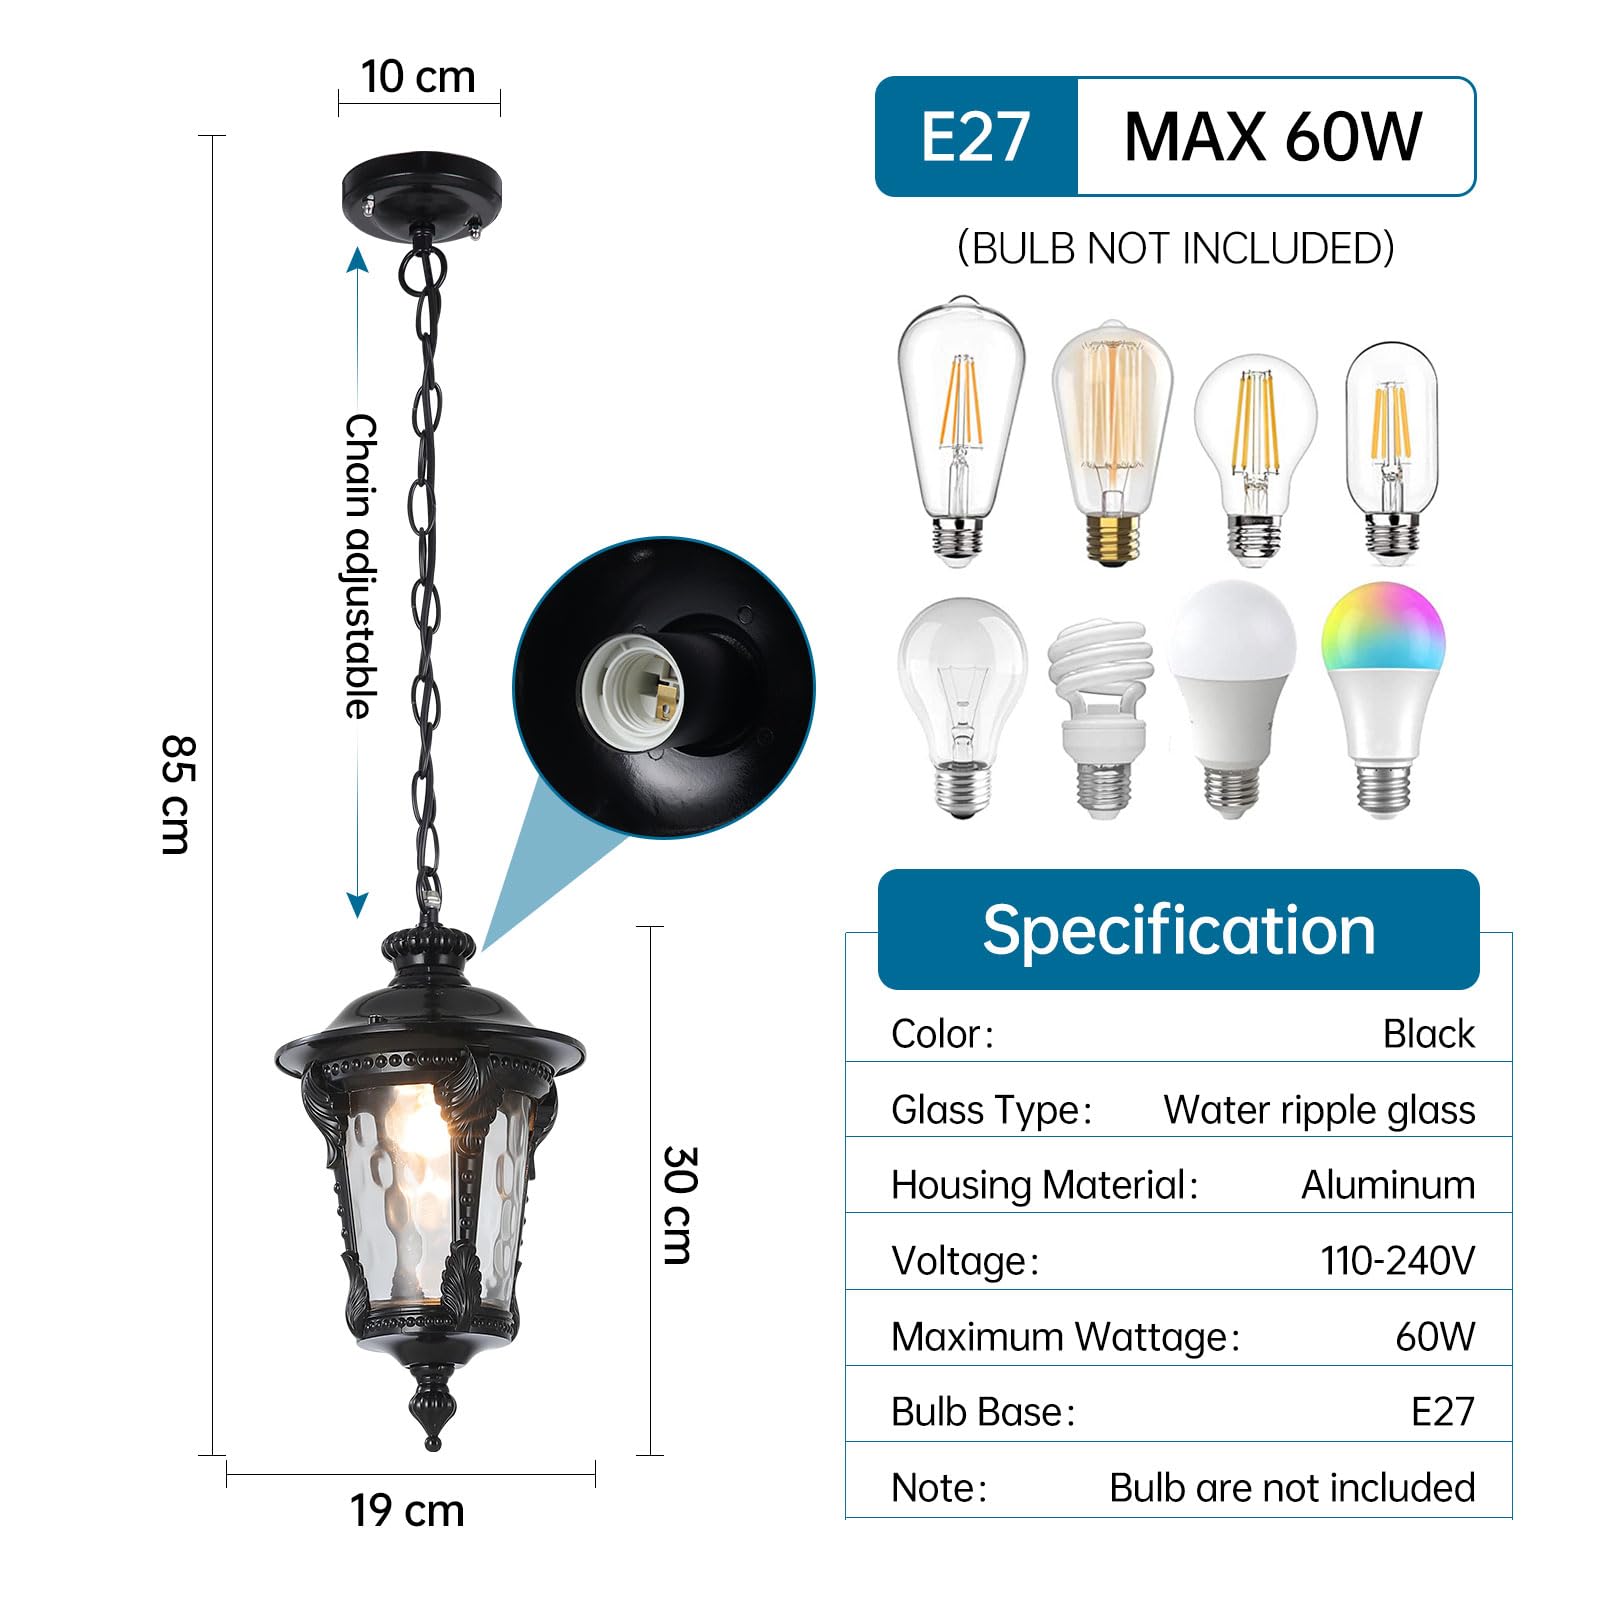 10 cm
Chain adjustable
85 cm
30 cm
19 cm
E27 MAX 60W
(BULB NOT INCLUDED)
Specification
Color: Black
Glass Type: Water ripple glass
Housing Material: Aluminum
Voltage: 110-240V
Maximum Wattage: 60W
Bulb Base: E27
Note: Bulb are not included